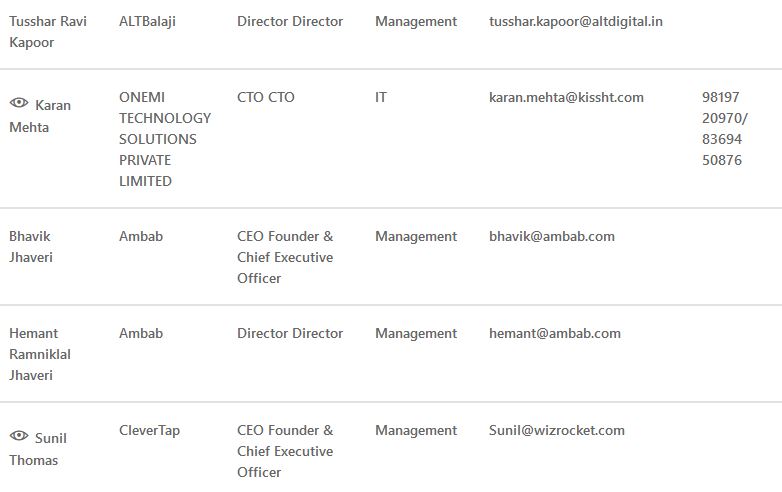 Tusshar Ravi ALTBalaji Director Director Management tusshar.kapoor@altdigital.in
Kapoor
Karan ONEMI CTO CTO IT karan.mehta@kissht.com 98197
Mehta TECHNOLOGY 20970/
SOLUTIONS 83694
PRIVATE 50876
LIMITED
Bhavik Ambab CEO Founder & Management bhavik@ambab.com
Jhaveri Chief Executive
Officer
Hemant Ambab Director Director Management hemant@ambab.com
Ramniklal
Jhaveri
Sunil CleverTap CEO Founder & Management Sunil@wizrocket.com
Thomas Chief Executive
Officer